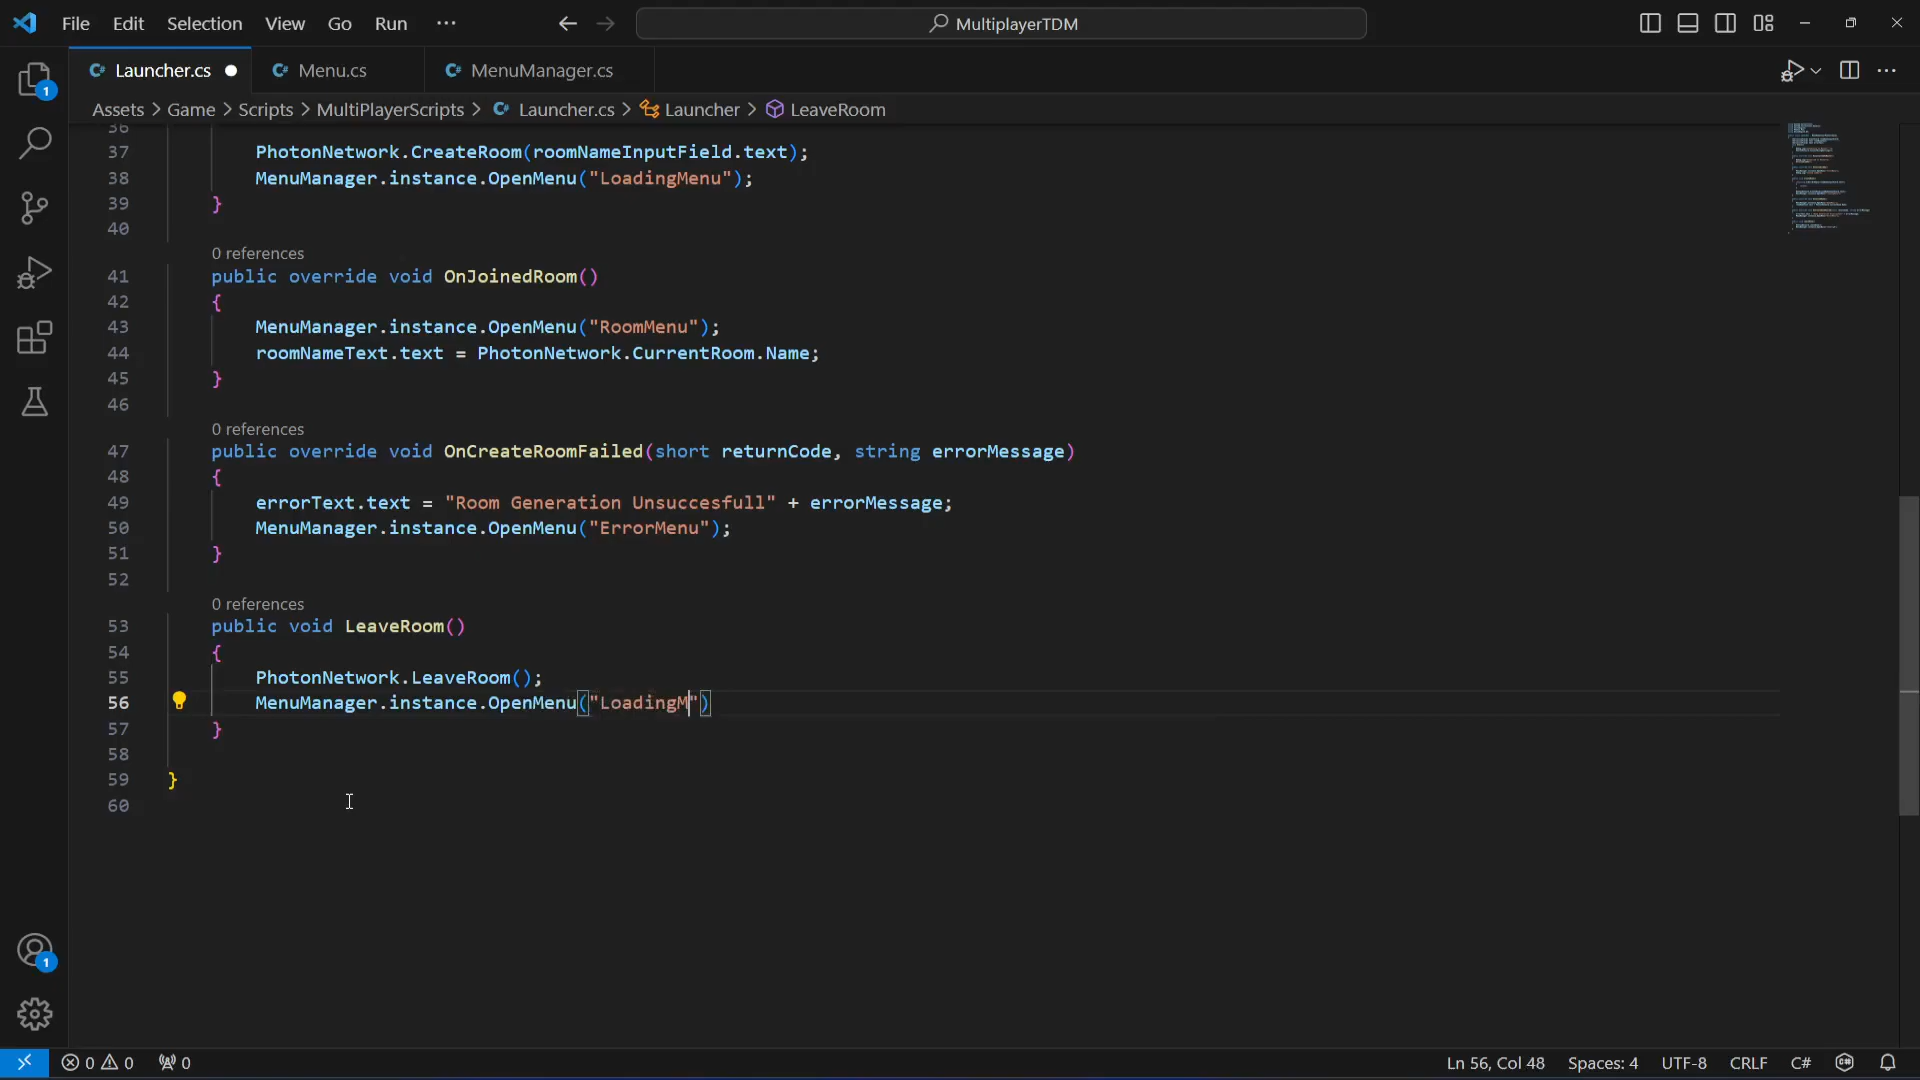 File Edit Selection View Go Run ··· MultiplayerTDM
Launcher.cs Menu.cs MenuManager.cs
Assets > Game > Scripts > MultiPlayerScripts > Launcher.cs > Launcher > LeaveRoom
36
37 PhotonNetwork.CreateRoom(roomNameInputField.text);
38 MenuManager.instance.OpenMenu("LoadingMenu");
39 }
40
0 references
41 public override void OnJoinedRoom()
42 {
43 MenuManager.instance.OpenMenu("RoomMenu");
44 roomNameText.text = PhotonNetwork.CurrentRoom.Name;
45 }
46
0 references
47 public override void OnCreateRoomFailed(short returnCode, string errorMessage)
48 {
49 errorText.text = "Room Generation Unsuccesfull" + errorMessage;
50 MenuManager.instance.OpenMenu("ErrorMenu");
51 }
52
0 references
53 public void LeaveRoom()
54 {
55 PhotonNetwork.LeaveRoom();
56 MenuManager.instance.OpenMenu("LoadingM")
57 }
58
59 }
60
1
1
0 0 0 Ln 56, Col 48 Spaces: 4 UTF-8 CRLF C#